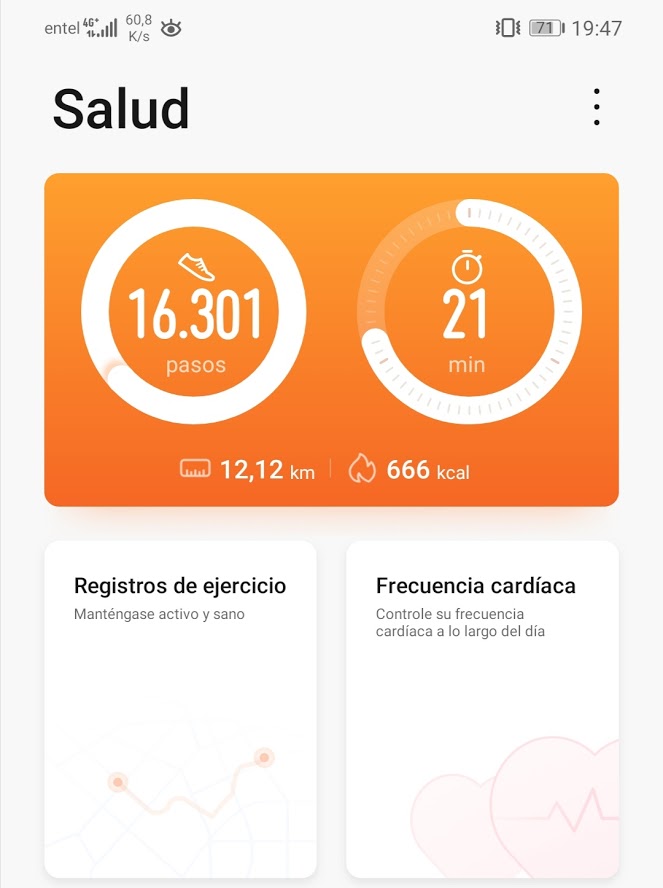 entel 4G+ 60,8 K/s 71 19:47
Salud
16.301
pasos
21
min
12,12 km 666 kcal
Registros de ejercicio
Manténgase activo y sano
Frecuencia cardíaca
Controle su frecuencia
cardíaca a lo largo del día